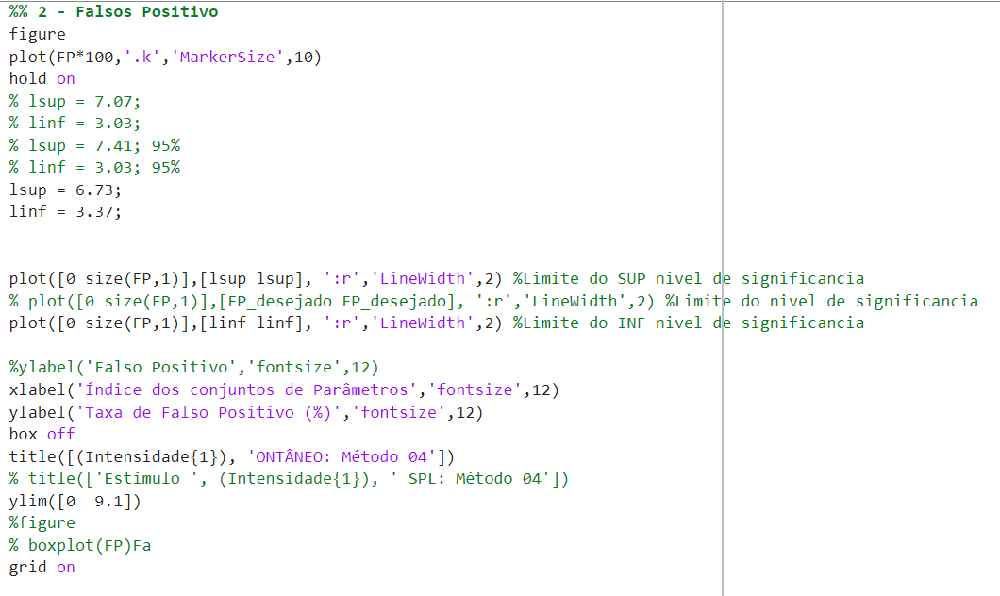 %% 2 - Falsos Positivo
figure
plot(FP*100,'.k','MarkerSize',10)
hold on
% lsup = 7.07;
% linf = 3.03;
% lsup = 7.41; 95%
% linf = 3.03; 95%
lsup = 6.73;
linf = 3.37;
plot([0 size(FP,1)],[lsup lsup], ':r','LineWidth',2) %Limite do SUP nivel de significancia
% plot([0 size(FP,1)],[FP_desejado FP_desejado], ':r','LineWidth',2) %Limite do nivel de significancia
plot([0 size(FP,1)],[linf linf], ':r','LineWidth',2) %Limite do INF nivel de significancia
%ylabel('Falso Positivo','fontsize',12)
xlabel('Índice dos conjuntos de Parâmetros','fontsize',12)
ylabel('Taxa de Falso Positivo (%)','fontsize',12)
box off
title([(Intensidade{1}), 'ONTÂNEO: Método 04'])
% title(['Estímulo ', (Intensidade{1}), ' SPL: Método 04'])
ylim([0  9.1])
%figure
% boxplot(FP)Fa
grid on